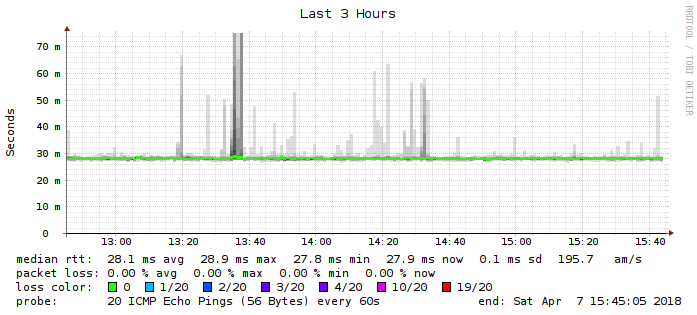 Last 3 Hours
RRDTOOL / TOBI OETIKER
Seconds
70 m
60 m
50 m
40 m
30 m
20 m
10 m
0
13:00 13:20 13:40 14:00 14:20 14:40 15:00 15:20 15:40
median rtt: 28.1 ms avg 28.9 ms max 27.8 ms min 27.9 ms now 0.1 ms sd 195.7 am/s
packet loss: 0.00 % avg 0.00 % max 0.00 % min 0.00 % now
loss color: 0 1/20 2/20 3/20 4/20 10/20 19/20
probe: 20 ICMP Echo Pings (56 Bytes) every 60s end: Sat Apr 7 15:45:05 2018